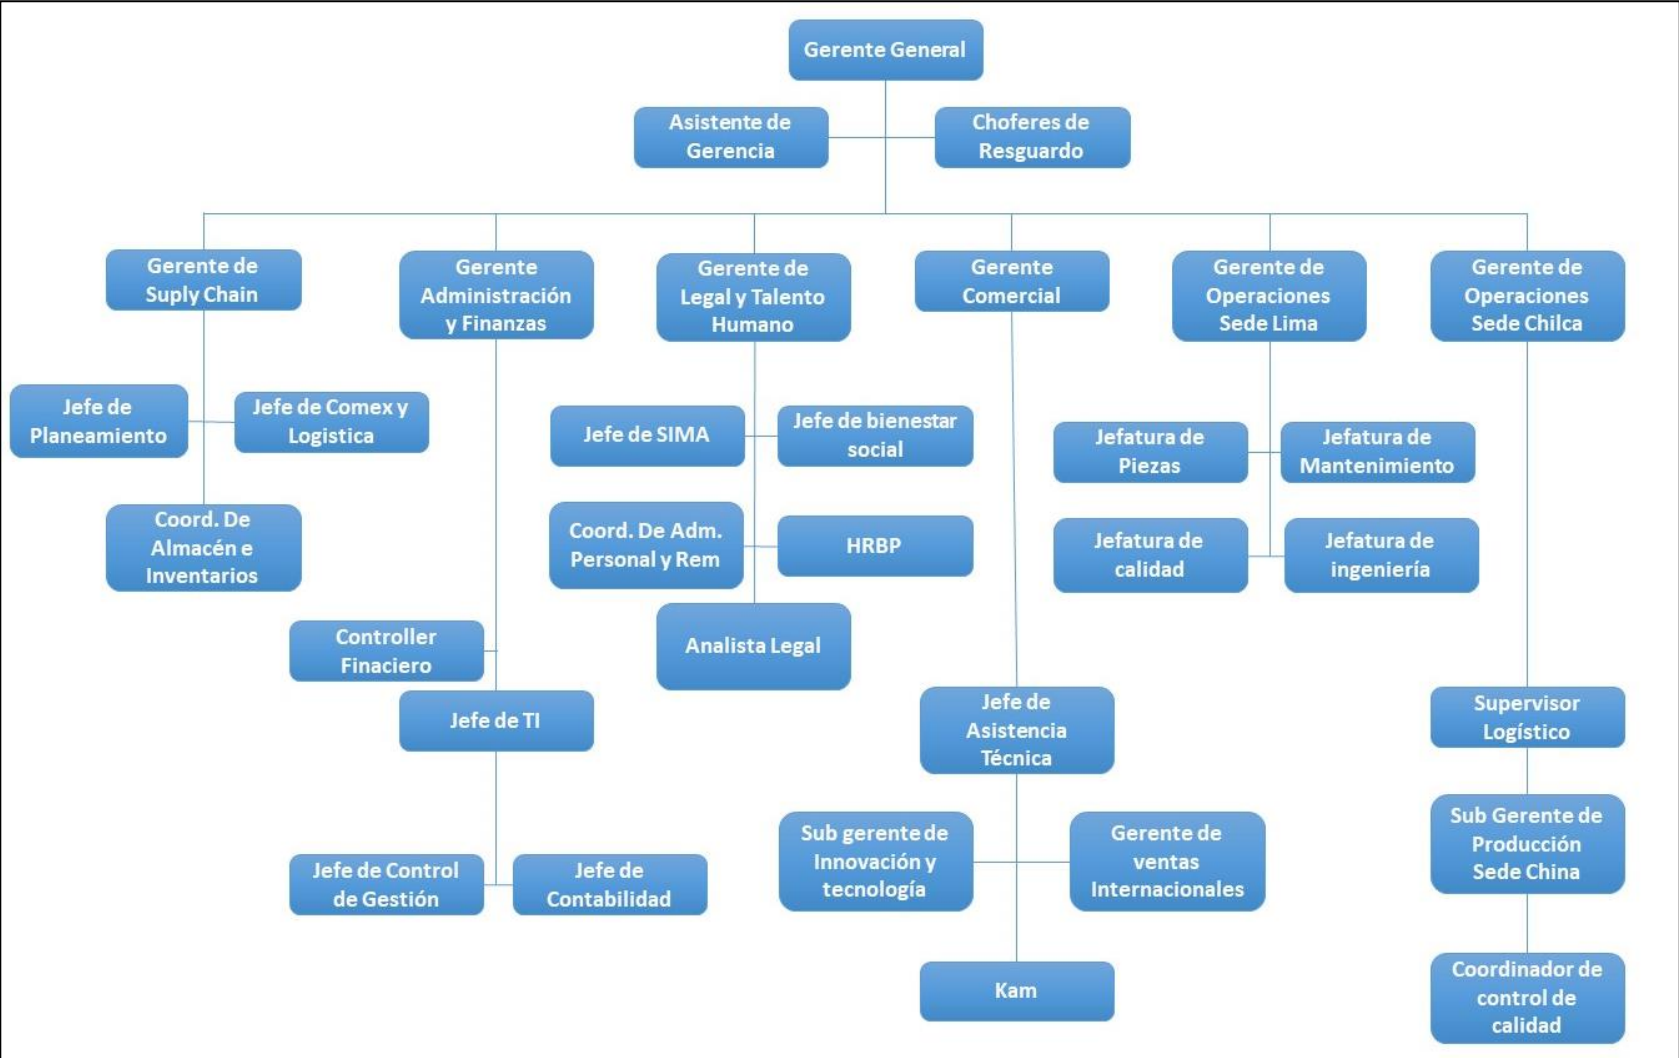 Gerente General
Asistente de
Gerencia
Choferes de
Resguardo
Gerente de
Suply Chain
Gerente
Administración
y Finanzas
Gerente de
Legal y Talento
Humano
Gerente
Comercial
Gerente de
Operaciones
Sede Lima
Gerente de
Operaciones
Sede Chilca
Jefe de
Planeamiento
Jefe de Comex y
Logistica
Jefe de SIMA
Jefe de bienestar
social
Jefatura de
Piezas
Jefatura de
Mantenimiento
Coord. De
Almacén e
Inventarios
Coord. De Adm.
Personal y Rem
HRBP
Jefatura de
calidad
Jefatura de
ingeniería
Controller
Finaciero
Analista Legal
Jefe de TI
Jefe de
Asistencia
Técnica
Supervisor
Logístico
Sub gerente de
Innovación y
tecnología
Gerente de
ventas
Internacionales
Sub Gerente de
Producción
Sede China
Jefe de Control
de Gestión
Jefe de
Contabilidad
Kam
Coordinador de
control de
calidad